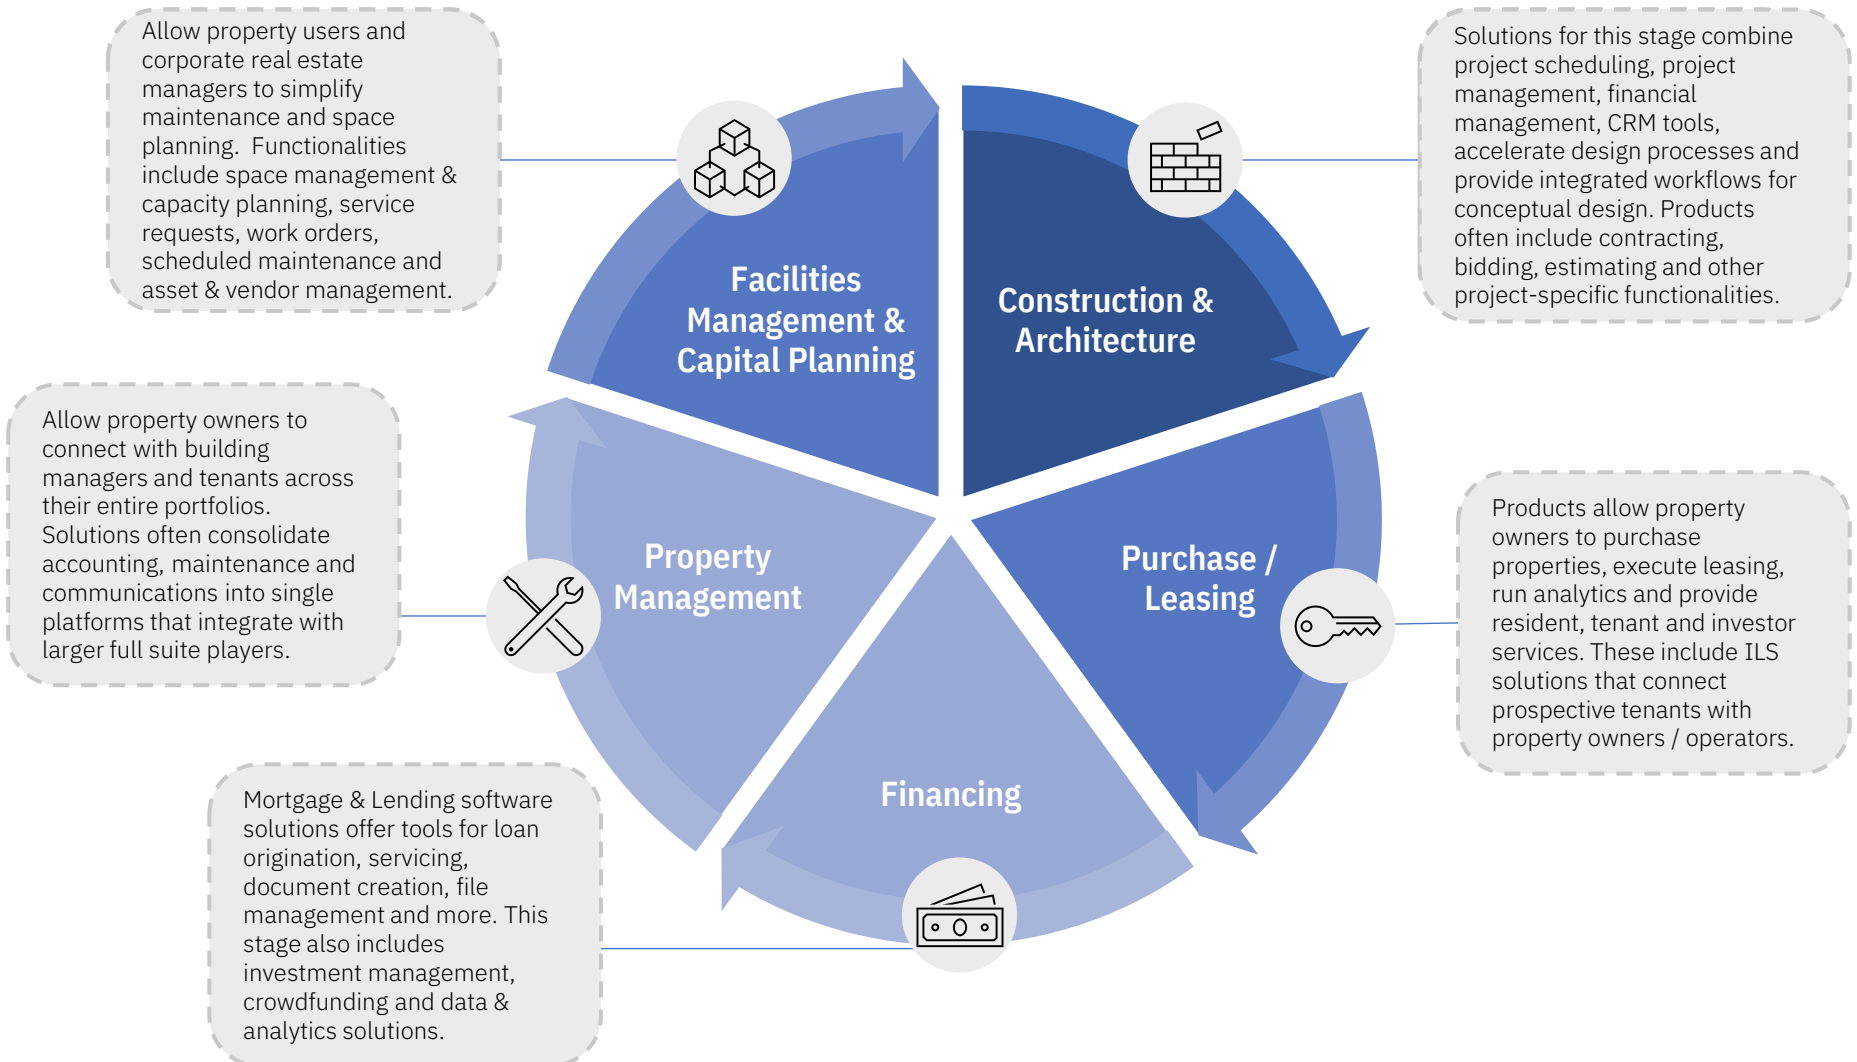 Allow property users and
corporate real estate
managers to simplify
maintenance and space
planning.  Functionalities
include space management &
capacity planning, service
requests, work orders,
scheduled maintenance and
asset & vendor management.
Solutions for this stage combine
project scheduling, project
management, financial
management, CRM tools,
accelerate design processes and
provide integrated workflows for
conceptual design. Products
often include contracting,
bidding, estimating and other
project-specific functionalities.
Facilities
Management &
Capital Planning
Construction &
Architecture
Allow property owners to
connect with building
managers and tenants across
their entire portfolios.
Solutions often consolidate
accounting, maintenance and
communications into single
platforms that integrate with
larger full suite players.
Property
Management
Purchase /
Leasing
Products allow property
owners to purchase
properties, execute leasing,
run analytics and provide
resident, tenant and investor
services. These include ILS
solutions that connect
prospective tenants with
property owners / operators.
Financing
Mortgage & Lending software
solutions offer tools for loan
origination, servicing,
document creation, file
management and more. This
stage also includes
investment management,
crowdfunding and data &
analytics solutions.